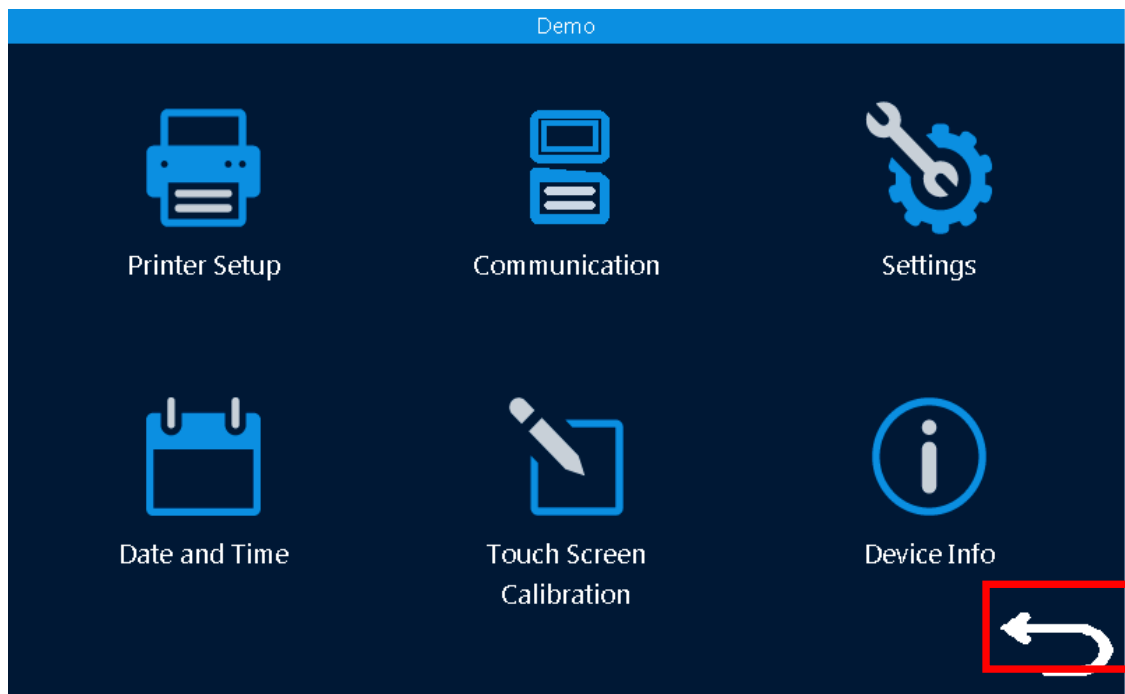 Demo
Printer Setup
Communication
Settings
Date and Time
Touch Screen
Calibration
Device Info